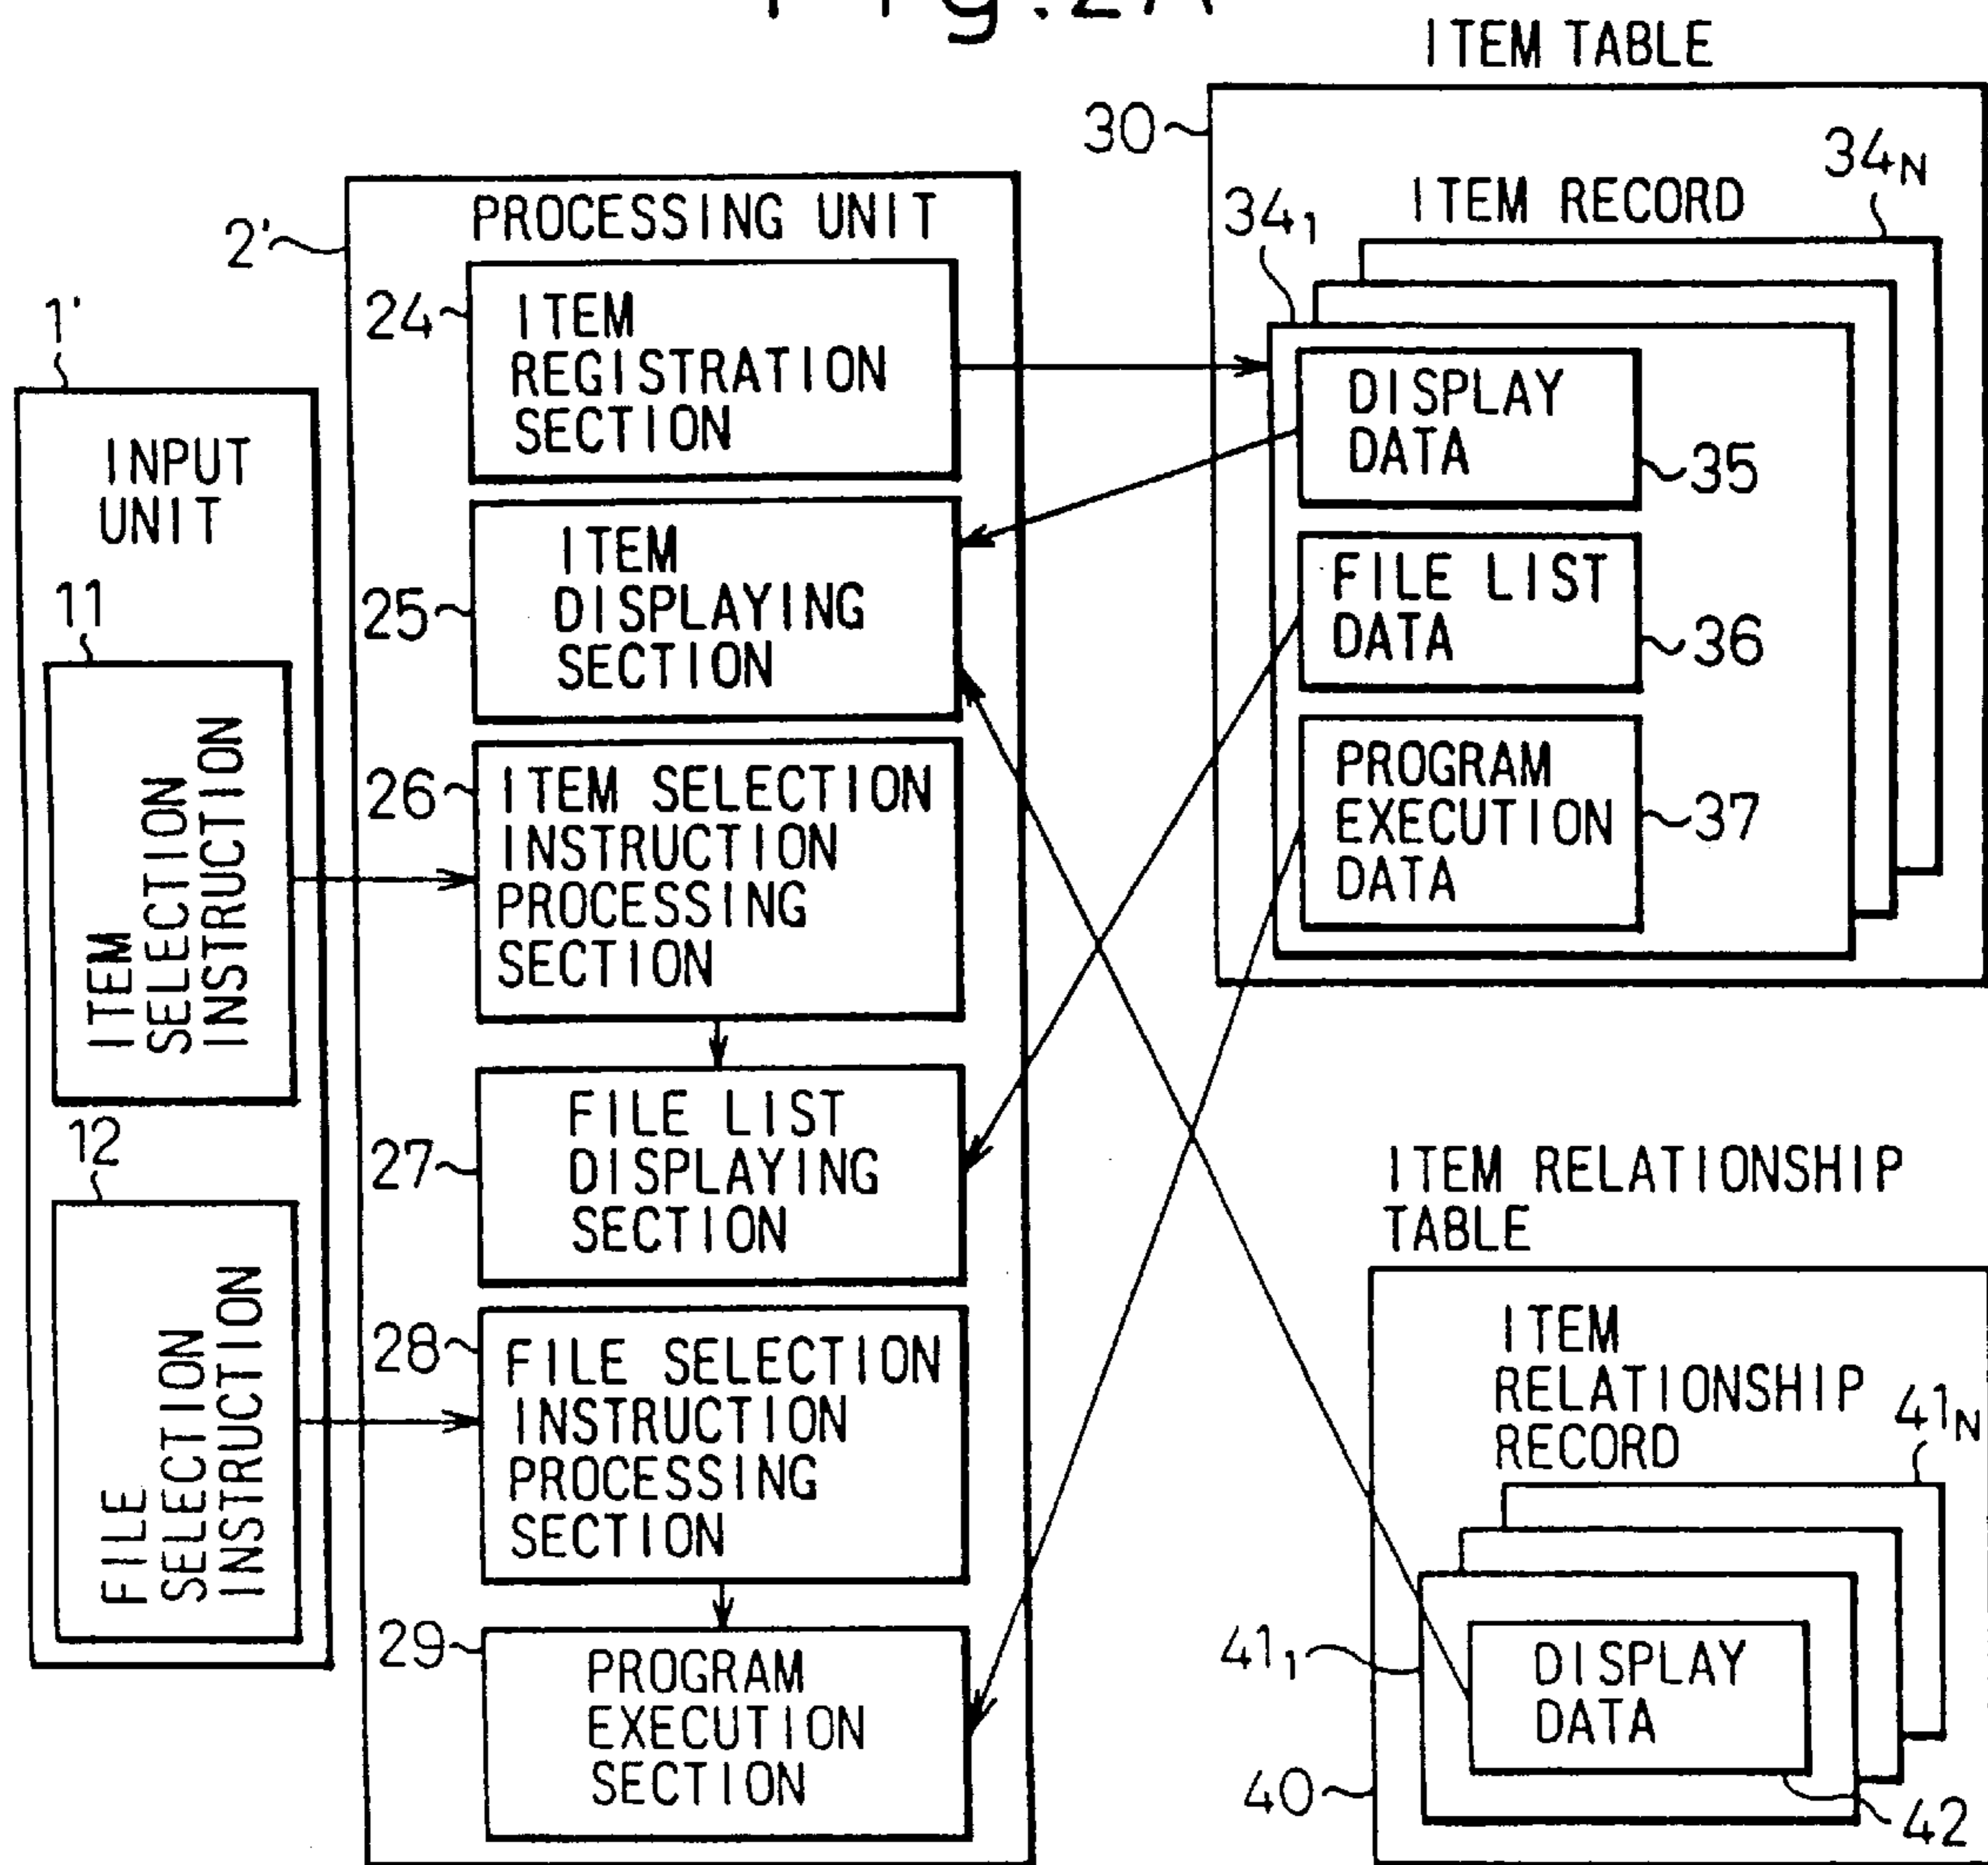 Fig.2A
ITEM TABLE
30
34N
ITEM RECORD
341
2'
PROCESSING UNIT
24
ITEM
REGISTRATION
SECTION
1'
INPUT
UNIT
DISPLAY
DATA
35
25
ITEM
DISPLAYING
SECTION
FILE LIST
DATA
36
11
ITEM
SELECTION
INSTRUCTION
26
ITEM SELECTION
INSTRUCTION
PROCESSING
SECTION
PROGRAM
EXECUTION
DATA
37
27
FILE LIST
DISPLAYING
SECTION
12
FILE
SELECTION
INSTRUCTION
28
FILE SELECTION
INSTRUCTION
PROCESSING
SECTION
29
PROGRAM
EXECUTION
SECTION
ITEM RELATIONSHIP
TABLE
ITEM
RELATIONSHIP
RECORD
41N
411
DISPLAY
DATA
40
42